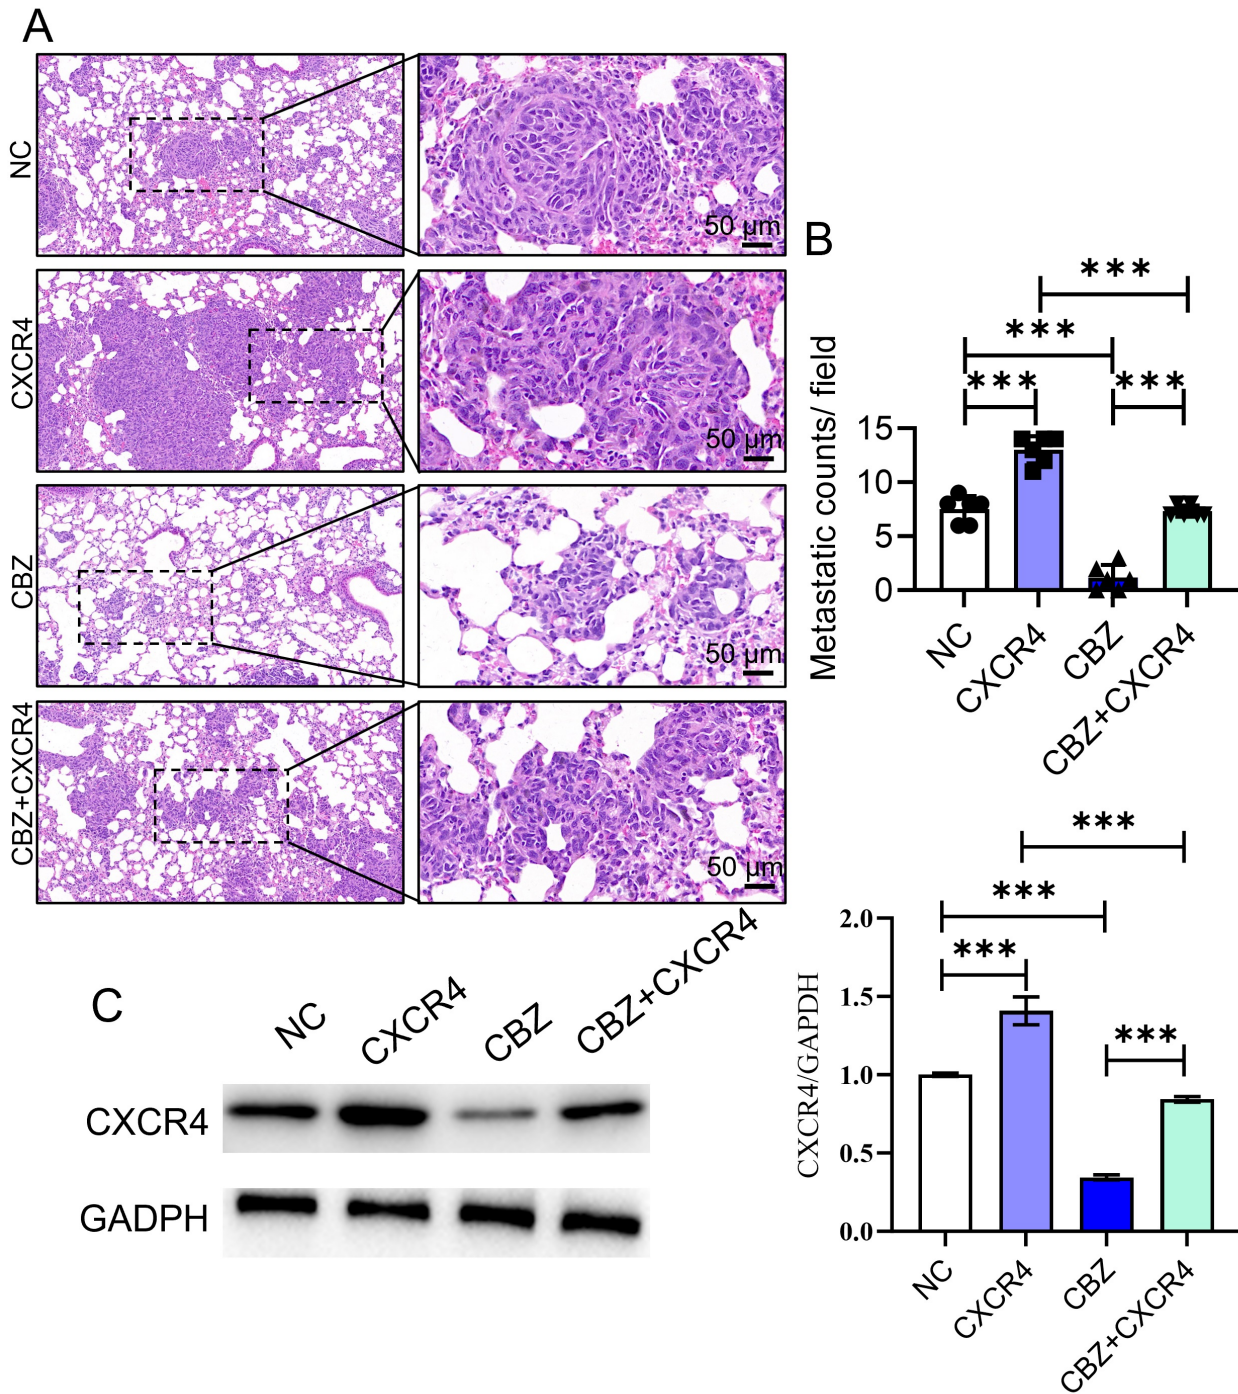 A
NC
50 µm
CXCR4
50 µm
CBZ
50 µm
CBZ+CXCR4
50 µm
B
***
***
*** ***
Metastatic counts/ field
15
10
5
0
NC
CXCR4
CBZ
CBZ+CXCR4
C
NC
CXCR4
CBZ
CBZ+CXCR4
CXCR4
GADPH
***
***
***
***
CXCR4/GAPDH
2.0
1.5
1.0
0.5
0.0
NC
CXCR4
CBZ
CBZ+CXCR4